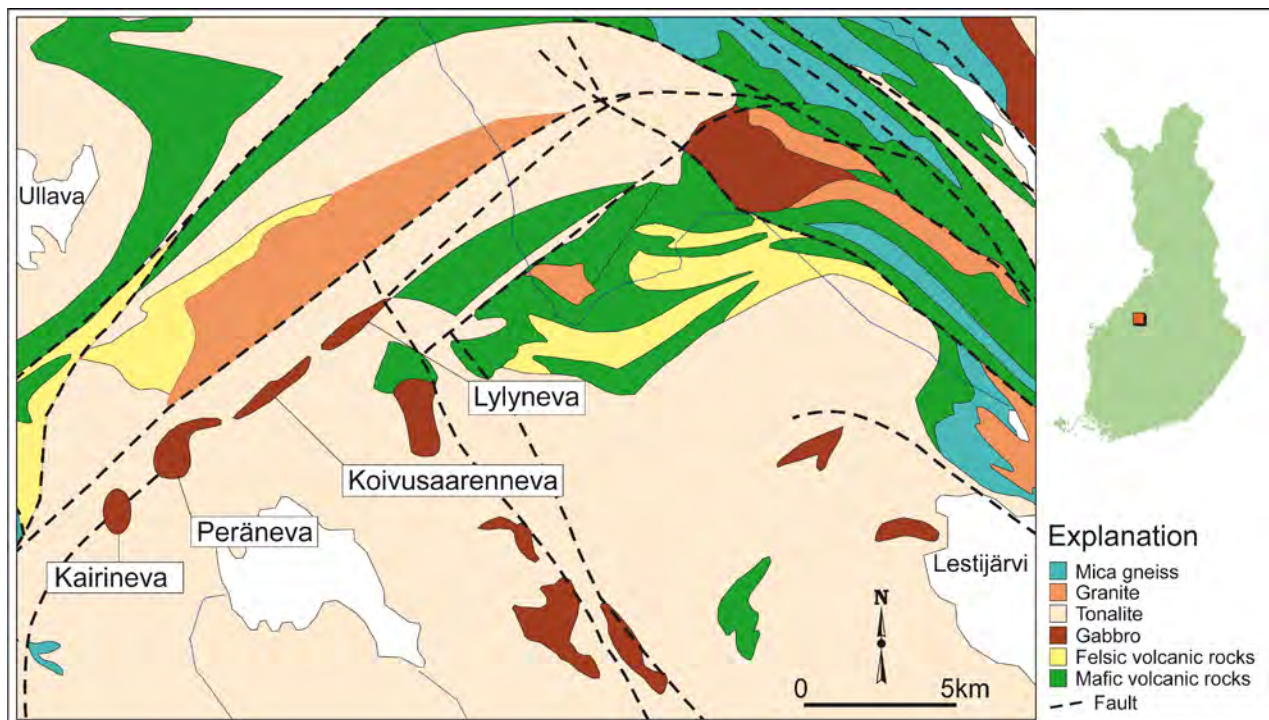 Ullava
Lylyneva
Koivusaarenneva
Peräneva
Kairineva
Lestijärvi
N
0 5km
Explanation
Mica gneiss
Granite
Tonalite
Gabbro
Felsic volcanic rocks
Mafic volcanic rocks
Fault